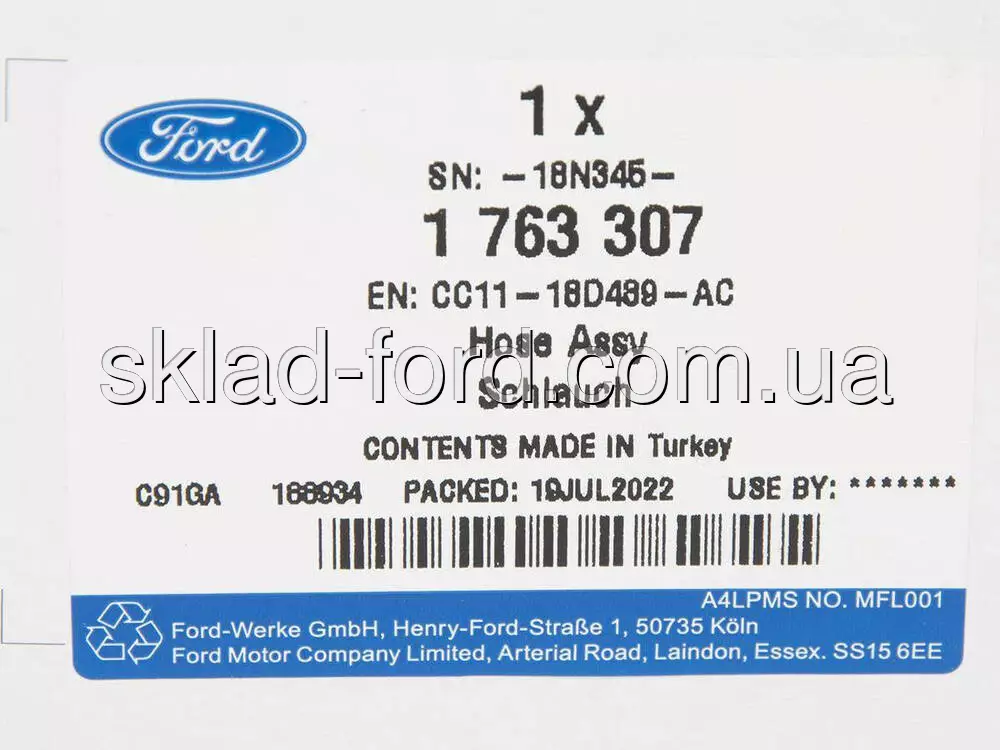 Ford
1 x
SN: -18N345-
1 763 307
EN: CC11-18D489-AC
Hose Assy
sklad-ford.com.ua
Schlauch
CONTENTS MADE IN Turkey
C91GA 188934 PACKED: 19JUL2022 USE BY: *******
A4LPMS NO. MFL001
Ford-Werke GmbH, Henry-Ford-Straße 1, 50735 Köln
Ford Motor Company Limited, Arterial Road, Laindon, Essex. SS15 6EE